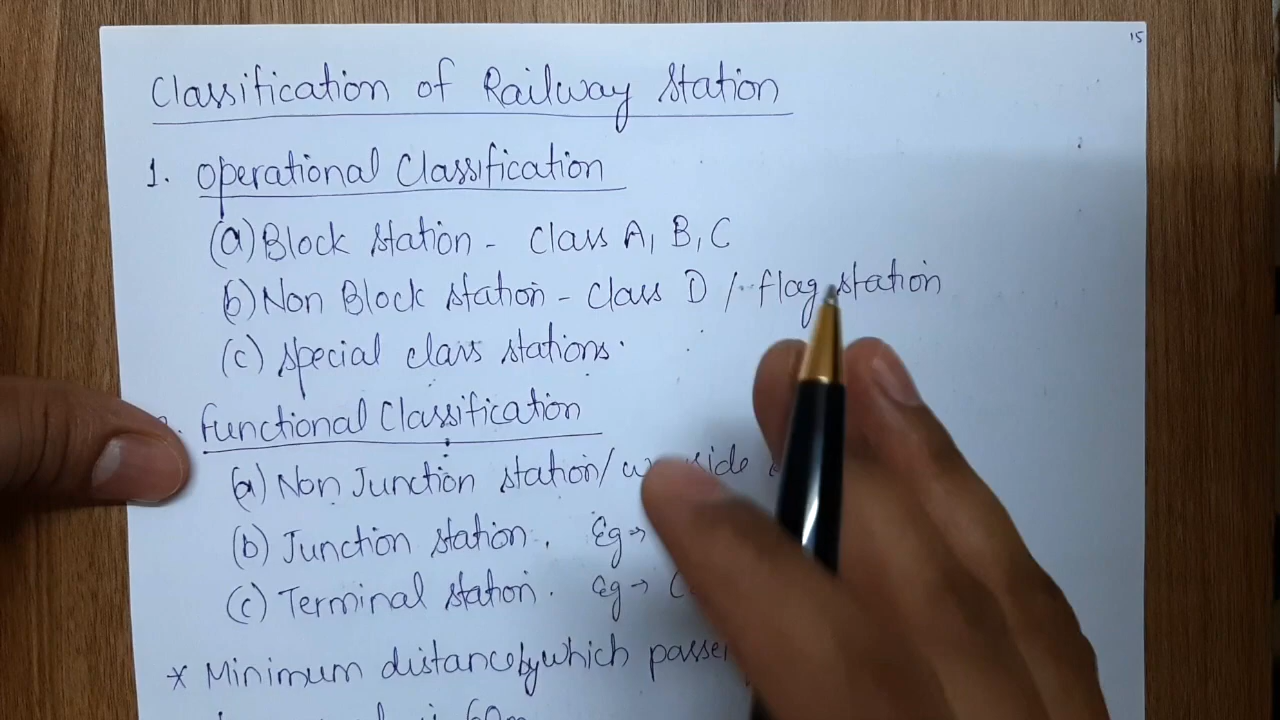 15
Classification of Railway Station
1. Operational Classification
(a) Block Station - Class A, B, C
(b) Non Block Station - Class D / flag station
(c) Special class stations.
Functional Classification
(a) Non Junction station/
(b) Junction station. Eg→
(c) Terminal station. Eg→
* Minimum distance by which